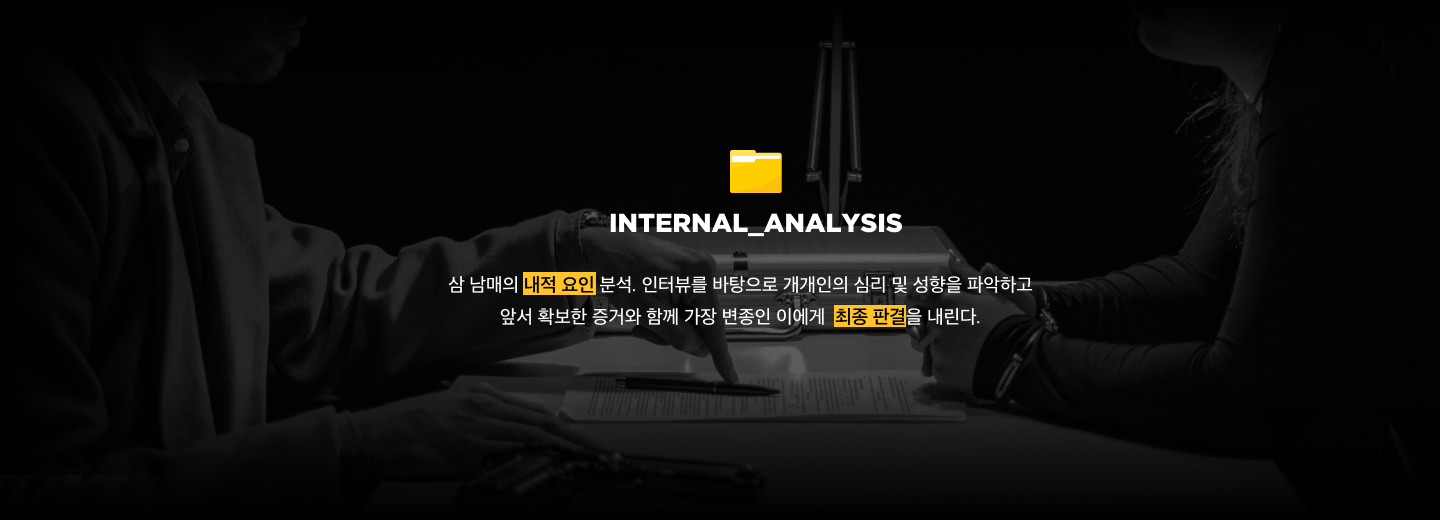 INTERNAL_ANALYSIS
삼 남매의 내적 요인 분석. 인터뷰를 바탕으로 개개인의 심리 및 성향을 파악하고
앞서 확보한 증거와 함께 가장 변종인 이에게 최종 판결을 내린다.